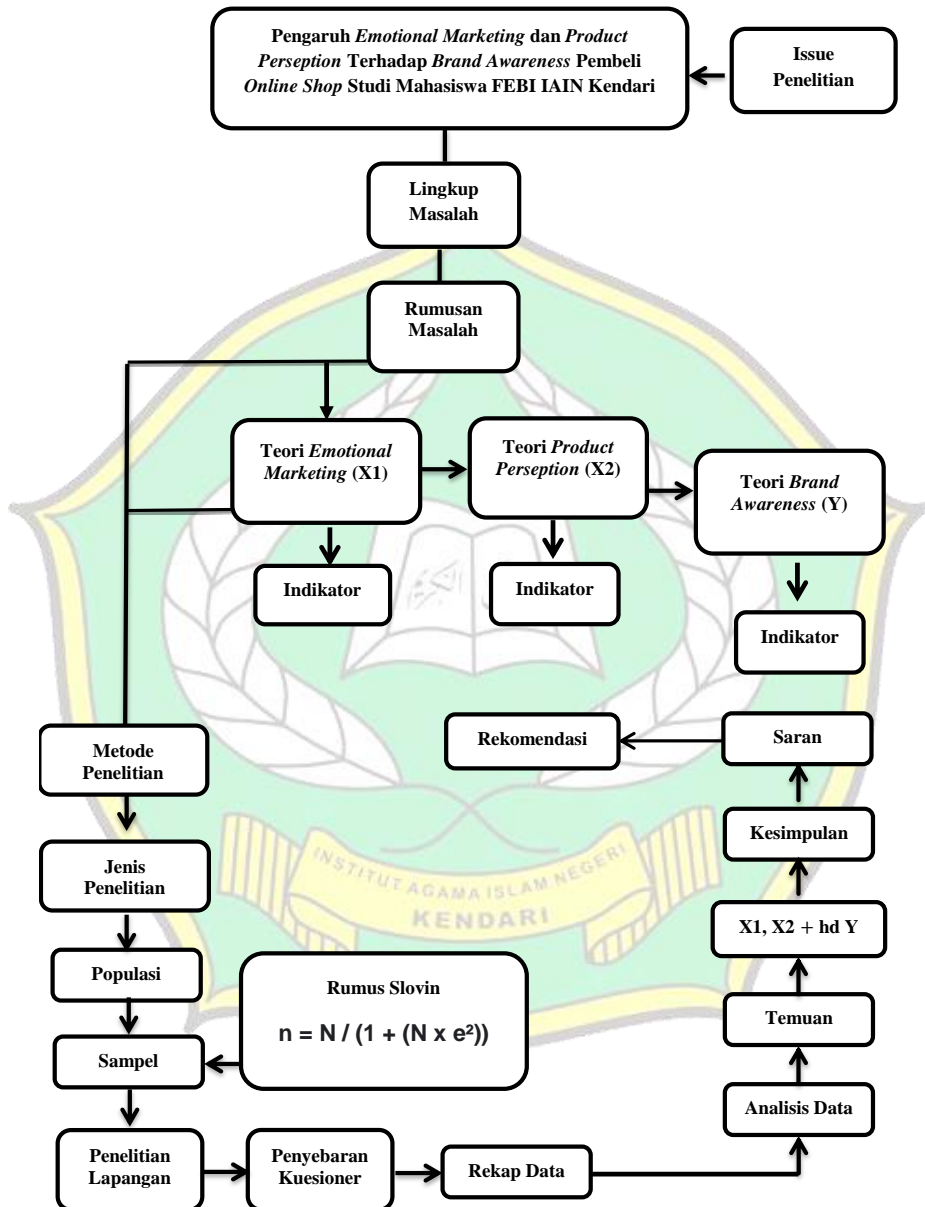 Pengaruh Emotional Marketing dan Product
Perseption Terhadap Brand Awareness Pembeli
Online Shop Studi Mahasiswa FEBI IAIN Kendari
Issue
Penelitian
Lingkup
Masalah
Rumusan
Masalah
Teori Emotional
Marketing (X1)
Teori Product
Perseption (X2)
Teori Brand
Awareness (Y)
Indikator
Indikator
Indikator
Metode
Penelitian
Jenis
Penelitian
Populasi
Sampel
Rumus Slovin
n = N / (1 + (N x e²))
Penelitian
Lapangan
Penyebaran
Kuesioner
Rekap Data
Analisis Data
Temuan
X1, X2 + hd Y
Kesimpulan
Saran
Rekomendasi
INSTITUT AGAMA ISLAM NEGERI
KENDARI